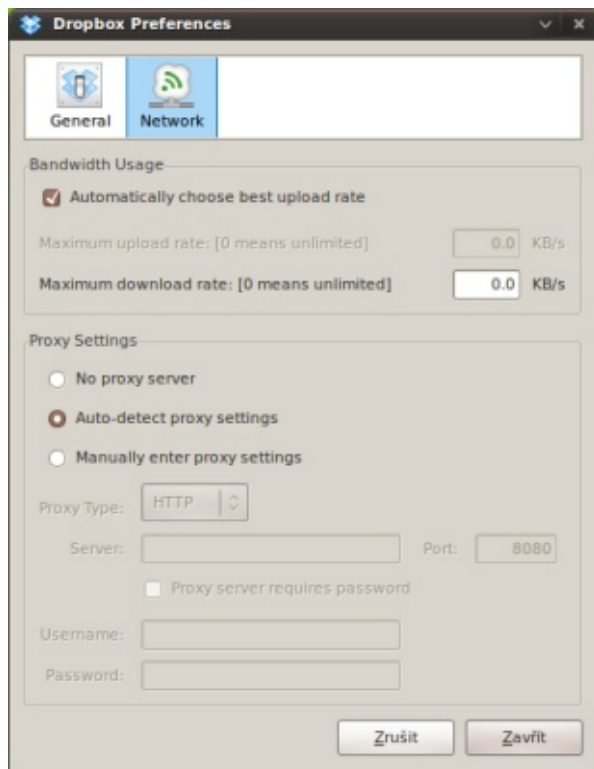 Dropbox Preferences
General
Network
Bandwidth Usage
Automatically choose best upload rate
Maximum upload rate: [0 means unlimited] 0.0 KB/s
Maximum download rate: [0 means unlimited] 0.0 KB/s
Proxy Settings
No proxy server
Auto-detect proxy settings
Manually enter proxy settings
Proxy Type: HTTP
Server: Port: 8080
Proxy server requires password
Username:
Password:
Zrušit Zavřít